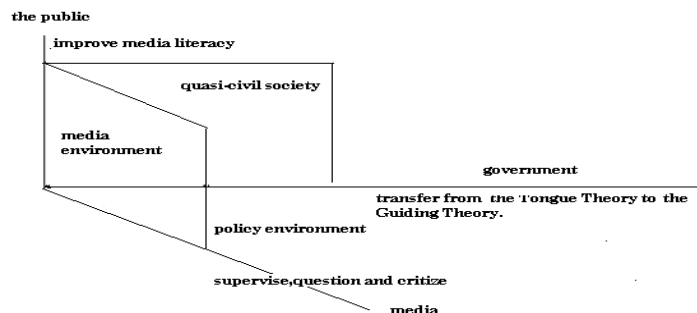 the public
improve media literacy
quasi-civil society
media
environment
government
transfer from the Tongue Theory to the
Guiding Theory.
policy environment
supervise,question and critize
media